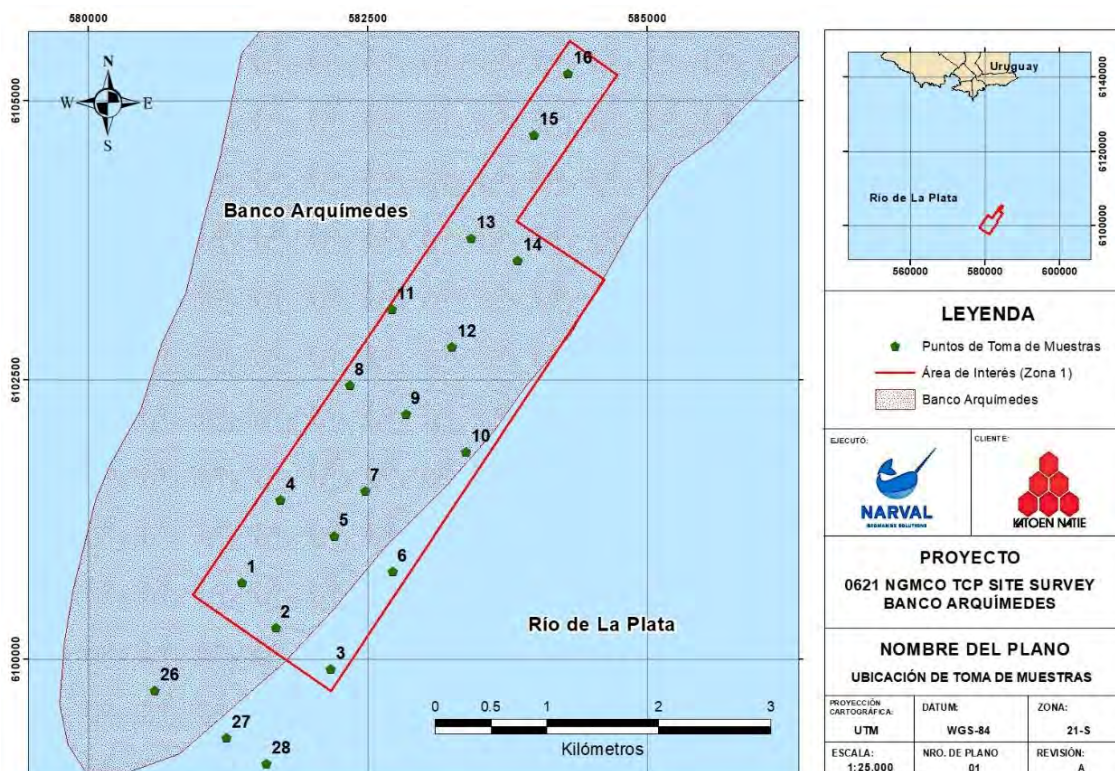 580000
582500
585000
6105000
6102500
6100000
N
W E
S
Banco Arquímedes
16
15
13
14
11
12
8
9
10
4
7
5
6
1
2
3
26
27
28
Río de La Plata
0 0.5 1 2 3
Kilómetros
Uruguay
Río de La Plata
6140000
6120000
6100000
560000 580000 600000
LEYENDA
Puntos de Toma de Muestras
Área de Interés (Zona 1)
Banco Arquímedes
EJECUTÓ:
NARVAL
CLIENTE:
KATOEN NATIE
PROYECTO
0621 NGMCO TCP SITE SURVEY
BANCO ARQUÍMEDES
NOMBRE DEL PLANO
UBICACIÓN DE TOMA DE MUESTRAS
PROYECCIÓN
CARTOGRÁFICA:
UTM
DATUM:
WGS-84
ZONA:
21-S
ESCALA:
1:25.000
NRO. DE PLANO
01
REVISIÓN:
A